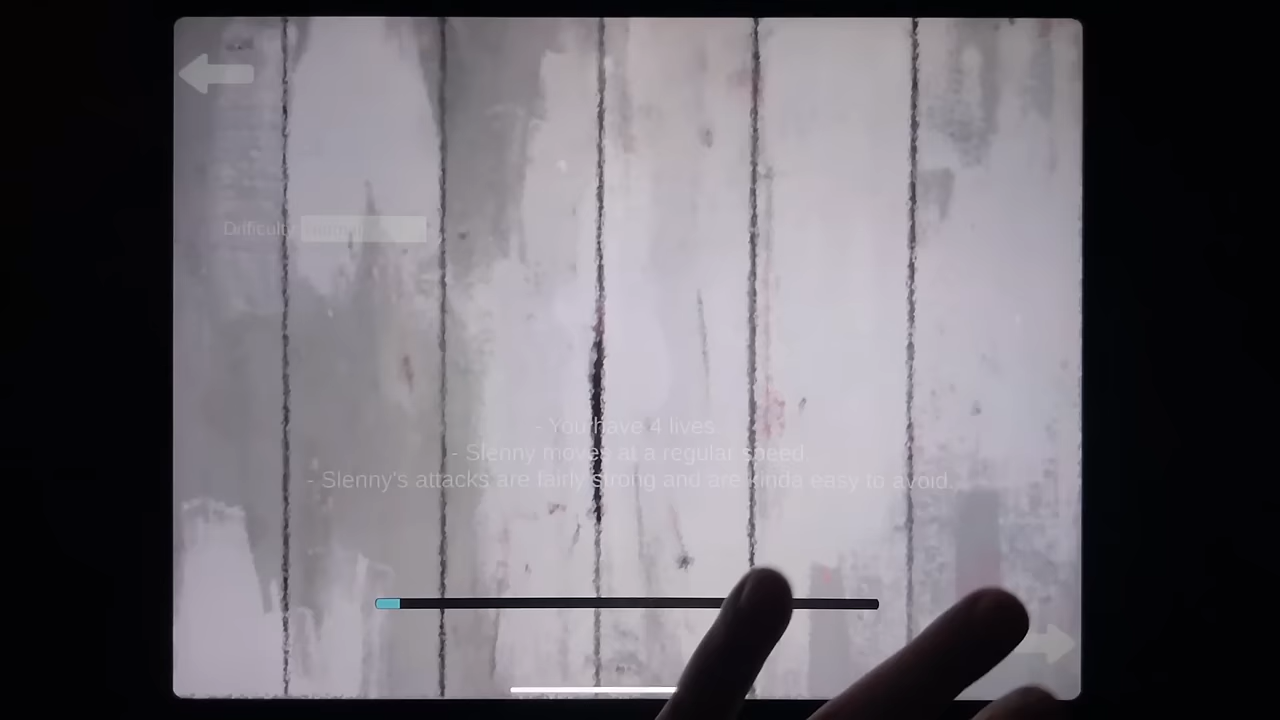 Difficulty
- You have 4 lives.
- Slenny moves at a regular speed
- Slenny's attacks are fairly strong and are kinda easy to avoid.